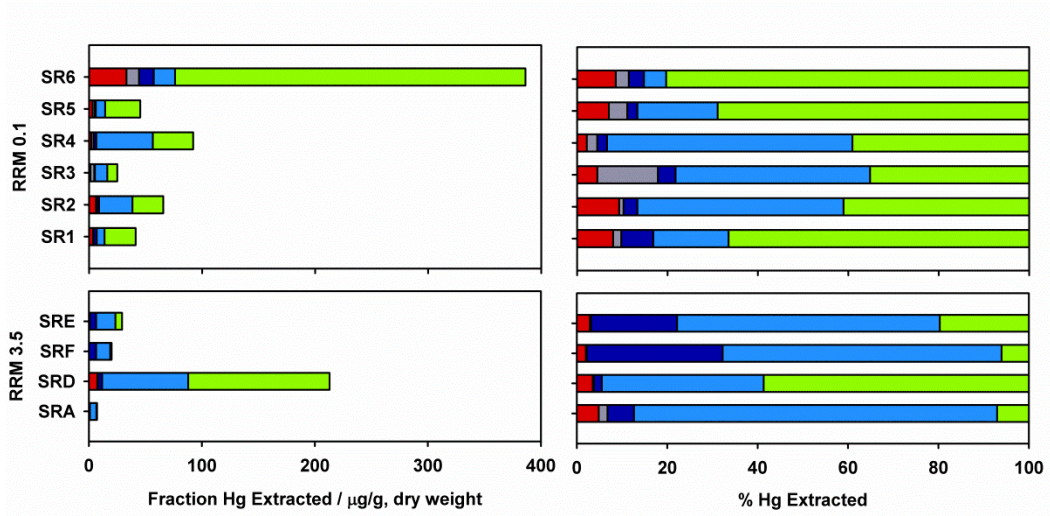 RRM 0.1
SR6
SR5
SR4
SR3
SR2
SR1
RRM 3.5
SRE
SRF
SRD
SRA
0 100 200 300 400
Fraction Hg Extracted / μg/g, dry weight
0 20 40 60 80 100
% Hg Extracted